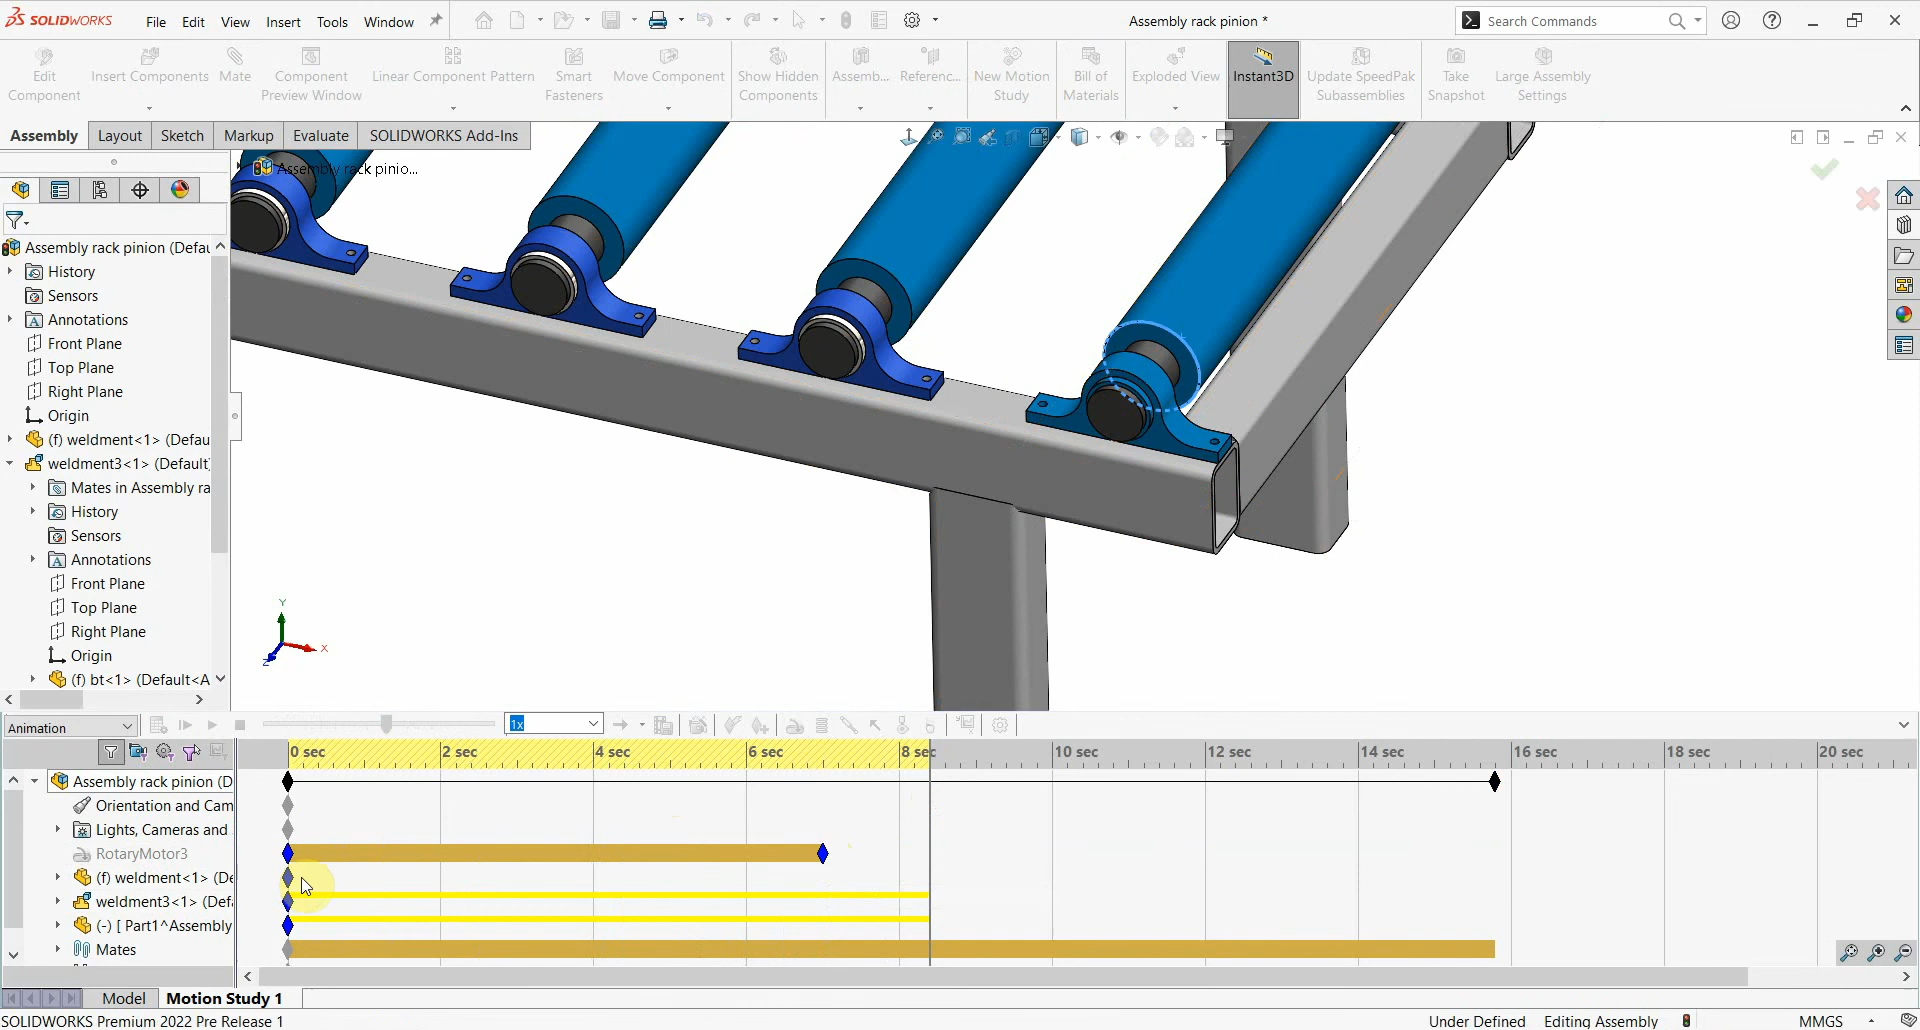 SOLIDWORKS File Edit View Insert Tools Window
Assembly rack pinion *
Search Commands
Edit Component
Insert Components
Mate
Component Preview Window
Linear Component Pattern
Smart Fasteners
Move Component
Show Hidden Components
Assemb...
Referenc...
New Motion Study
Bill of Materials
Exploded View
Instant3D
Update SpeedPak Subassemblies
Take Snapshot
Large Assembly Settings
Assembly Layout Sketch Markup Evaluate SOLIDWORKS Add-Ins
Assembly rack pinio...
Assembly rack pinion (Defau
History
Sensors
Annotations
Front Plane
Top Plane
Right Plane
Origin
(f) weldment<1> (Defau
weldment3<1> (Default)
Mates in Assembly ra
History
Sensors
Annotations
Front Plane
Top Plane
Right Plane
Origin
(f) bt<1> (Default<A
Y
X
Z
Animation
1x
0 sec 2 sec 4 sec 6 sec 8 sec 10 sec 12 sec 14 sec 16 sec 18 sec 20 sec
Assembly rack pinion (D
Orientation and Cam
Lights, Cameras and
RotaryMotor3
(f) weldment<1> (De
weldment3<1> (Defa
(-) [ Part1^Assembly
Mates
Model Motion Study 1
SOLIDWORKS Premium 2022 Pre Release 1
Under Defined Editing Assembly MMGS